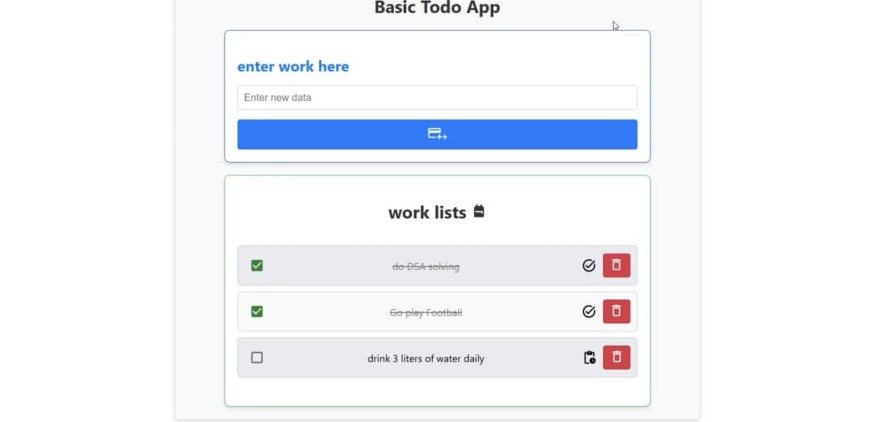 Basic Todo App
enter work here
Enter new data
work lists
do DSA solving
Go play Football
drink 3 liters of water daily